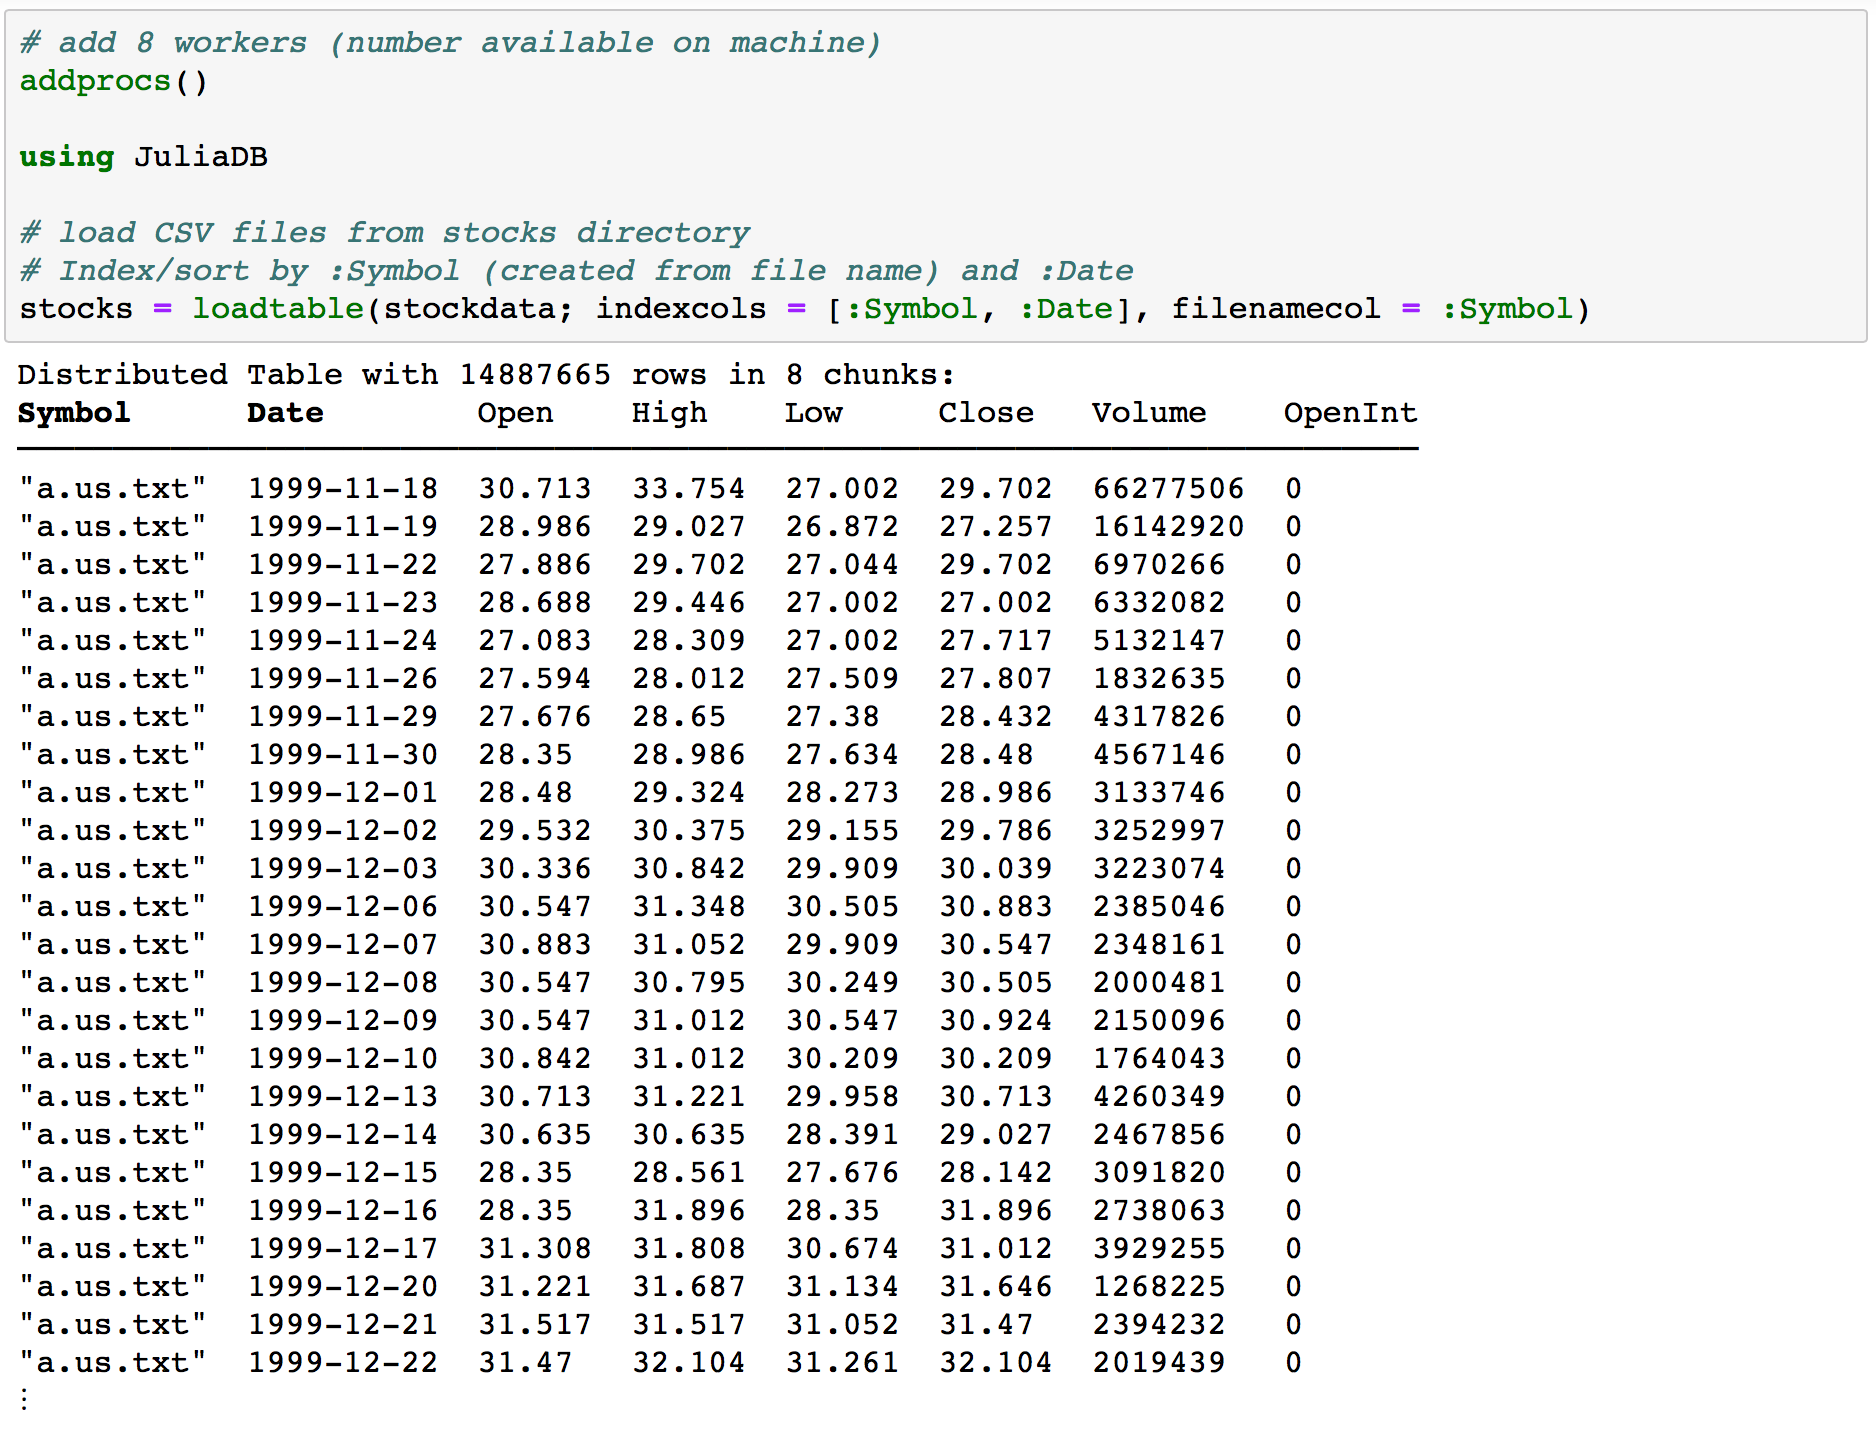 # add 8 workers (number available on machine)
addprocs()
using JuliaDB
# load CSV files from stocks directory
# Index/sort by :Symbol (created from file name) and :Date
stocks = loadtable(stockdata; indexcols = [:Symbol, :Date], filenamecol = :Symbol)
Distributed Table with 14887665 rows in 8 chunks:
Symbol Date Open High Low Close Volume OpenInt
"a.us.txt" 1999-11-18 30.713 33.754 27.002 29.702 66277506 0
"a.us.txt" 1999-11-19 28.986 29.027 26.872 27.257 16142920 0
"a.us.txt" 1999-11-22 27.886 29.702 27.044 29.702 6970266 0
"a.us.txt" 1999-11-23 28.688 29.446 27.002 27.002 6332082 0
"a.us.txt" 1999-11-24 27.083 28.309 27.002 27.717 5132147 0
"a.us.txt" 1999-11-26 27.594 28.012 27.509 27.807 1832635 0
"a.us.txt" 1999-11-29 27.676 28.65 27.38 28.432 4317826 0
"a.us.txt" 1999-11-30 28.35 28.986 27.634 28.48 4567146 0
"a.us.txt" 1999-12-01 28.48 29.324 28.273 28.986 3133746 0
"a.us.txt" 1999-12-02 29.532 30.375 29.155 29.786 3252997 0
"a.us.txt" 1999-12-03 30.336 30.842 29.909 30.039 3223074 0
"a.us.txt" 1999-12-06 30.547 31.348 30.505 30.883 2385046 0
"a.us.txt" 1999-12-07 30.883 31.052 29.909 30.547 2348161 0
"a.us.txt" 1999-12-08 30.547 30.795 30.249 30.505 2000481 0
"a.us.txt" 1999-12-09 30.547 31.012 30.547 30.924 2150096 0
"a.us.txt" 1999-12-10 30.842 31.012 30.209 30.209 1764043 0
"a.us.txt" 1999-12-13 30.713 31.221 29.958 30.713 4260349 0
"a.us.txt" 1999-12-14 30.635 30.635 28.391 29.027 2467856 0
"a.us.txt" 1999-12-15 28.35 28.561 27.676 28.142 3091820 0
"a.us.txt" 1999-12-16 28.35 31.896 28.35 31.896 2738063 0
"a.us.txt" 1999-12-17 31.308 31.808 30.674 31.012 3929255 0
"a.us.txt" 1999-12-20 31.221 31.687 31.134 31.646 1268225 0
"a.us.txt" 1999-12-21 31.517 31.517 31.052 31.47 2394232 0
"a.us.txt" 1999-12-22 31.47 32.104 31.261 32.104 2019439 0
⋮